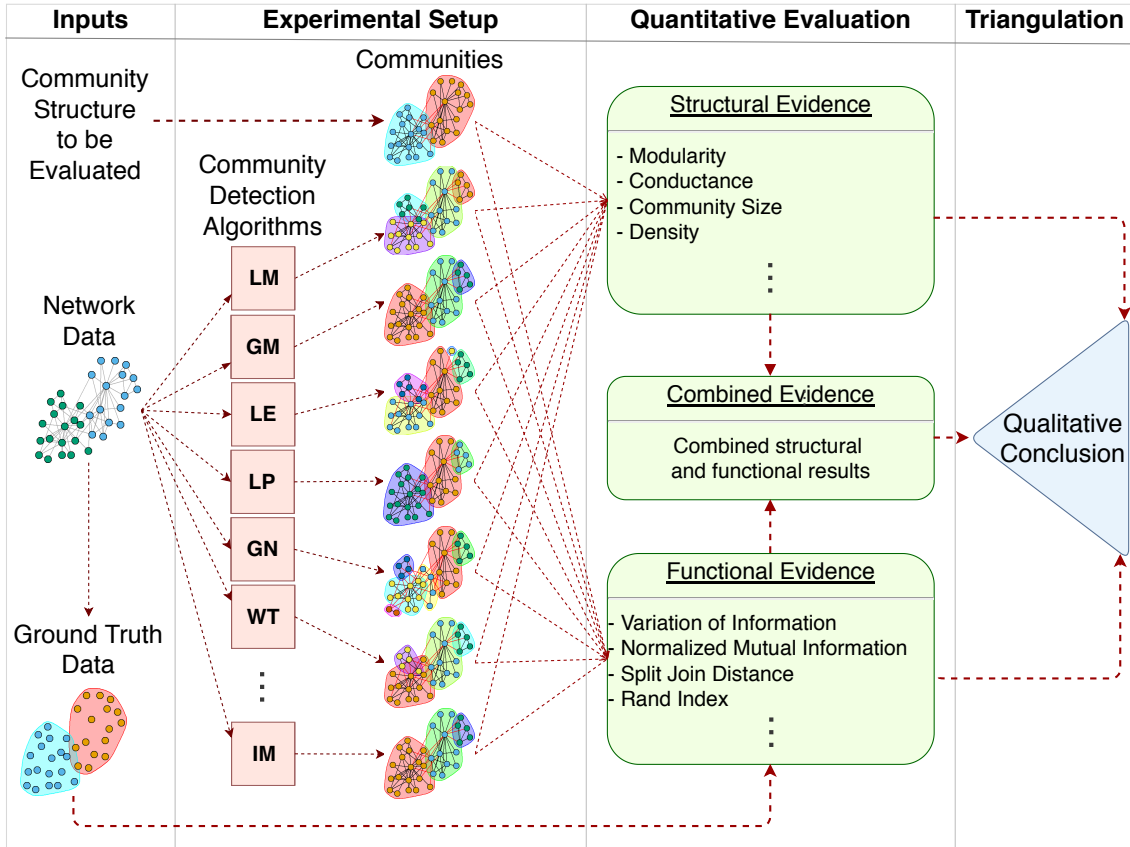 Inputs
Experimental Setup
Quantitative Evaluation
Triangulation
Community
Structure
to be
Evaluated
Network
Data
Ground Truth
Data
Communities
Community
Detection
Algorithms
LM
GM
LE
LP
GN
WT
IM
Structural Evidence
- Modularity
- Conductance
- Community Size
- Density
Combined Evidence
Combined structural
and functional results
Functional Evidence
- Variation of Information
- Normalized Mutual Information
- Split Join Distance
- Rand Index
Qualitative
Conclusion